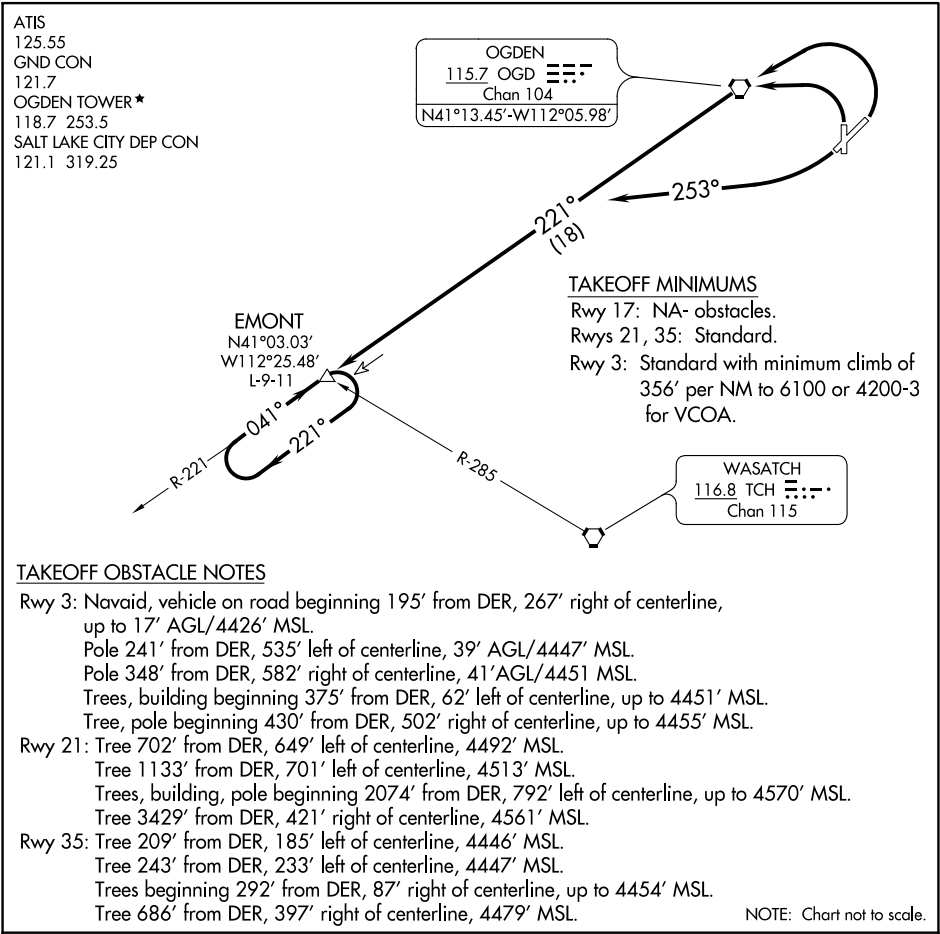 ATIS
125.55
GND CON
121.7
OGDEN TOWER★
118.7 253.5
SALT LAKE CITY DEP CON
121.1 319.25
OGDEN
115.7 OGD
Chan 104
N41°13.45′-W112°05.98′
253°
221°
(18)
TAKEOFF MINIMUMS
Rwy 17: NA- obstacles.
Rwys 21, 35: Standard.
Rwy 3: Standard with minimum climb of
356′ per NM to 6100 or 4200-3
for VCOA.
EMONT
N41°03.03′
W112°25.48′
L-9-11
041°
221°
R-221
R-285
WASATCH
116.8 TCH
Chan 115
TAKEOFF OBSTACLE NOTES
Rwy 3: Navaid, vehicle on road beginning 195′ from DER, 267′ right of centerline,
up to 17′ AGL/4426′ MSL.
Pole 241′ from DER, 535′ left of centerline, 39′ AGL/4447′ MSL.
Pole 348′ from DER, 582′ right of centerline, 41′AGL/4451 MSL.
Trees, building beginning 375′ from DER, 62′ left of centerline, up to 4451′ MSL.
Tree, pole beginning 430′ from DER, 502′ right of centerline, up to 4455′ MSL.
Rwy 21: Tree 702′ from DER, 649′ left of centerline, 4492′ MSL.
Tree 1133′ from DER, 701′ left of centerline, 4513′ MSL.
Trees, building, pole beginning 2074′ from DER, 792′ left of centerline, up to 4570′ MSL.
Tree 3429′ from DER, 421′ right of centerline, 4561′ MSL.
Rwy 35: Tree 209′ from DER, 185′ left of centerline, 4446′ MSL.
Tree 243′ from DER, 233′ left of centerline, 4447′ MSL.
Trees beginning 292′ from DER, 87′ right of centerline, up to 4454′ MSL.
Tree 686′ from DER, 397′ right of centerline, 4479′ MSL.
NOTE: Chart not to scale.